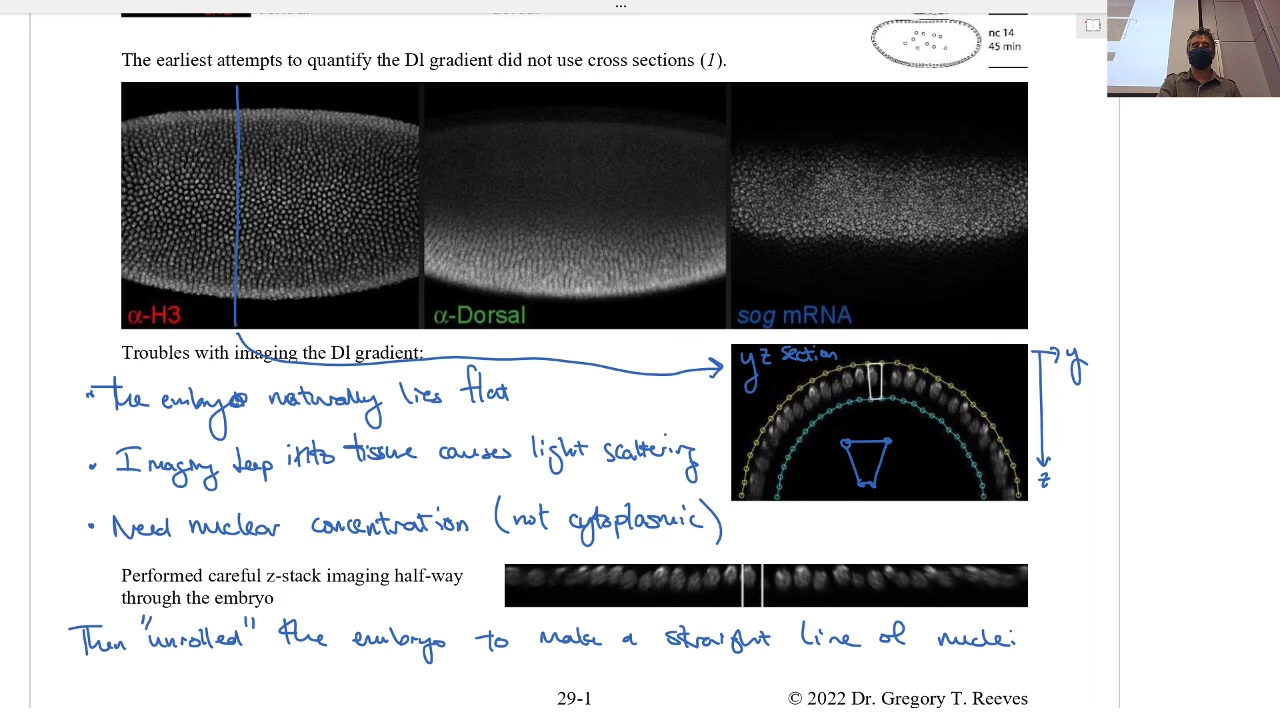 ...
nc 14
45 min
The earliest attempts to quantify the Dl gradient did not use cross sections (1).
α-H3
α-Dorsal
sog mRNA
Troubles with imaging the Dl gradient:
yz section
y
z
• The embryo naturally lies flat
• Imaging deep into tissue causes light scattering
• Need nuclear concentration (not cytoplasmic)
Performed careful z-stack imaging half-way
through the embryo
Then "unrolled" the embryo to make a straight line of nuclei
29-1
© 2022 Dr. Gregory T. Reeves